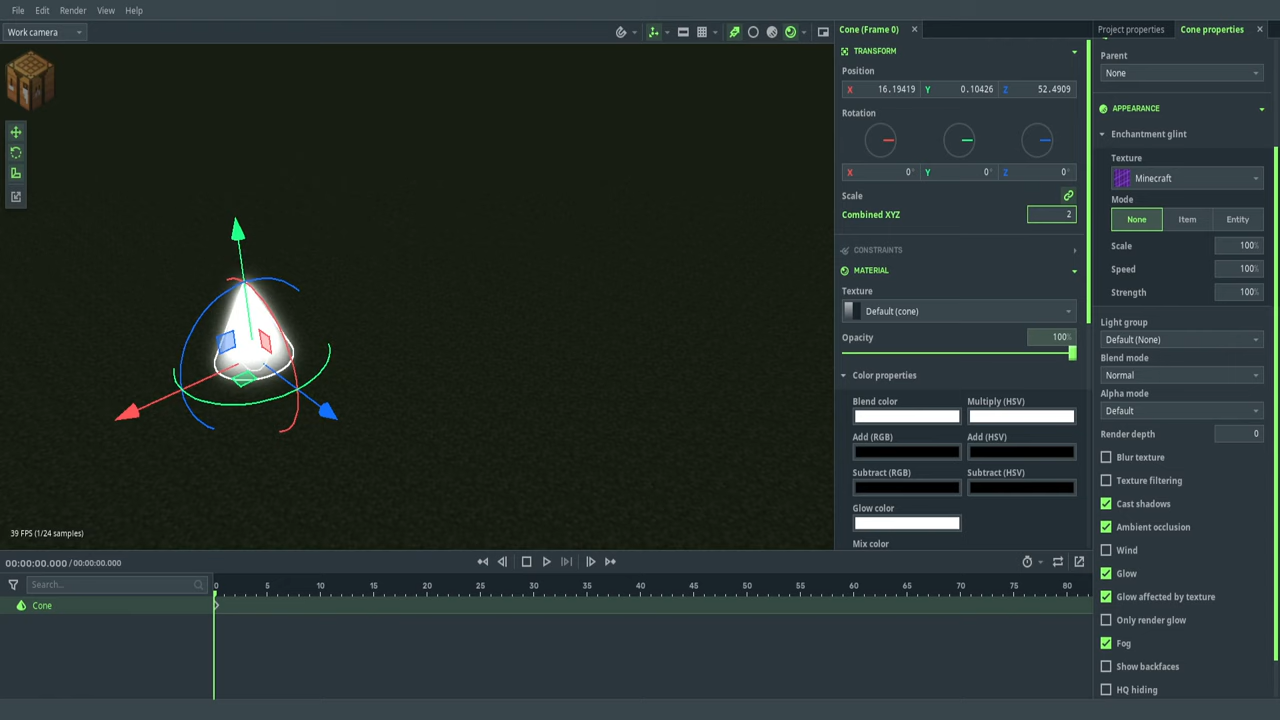 File Edit Render View Help
Work camera
Cone (Frame 0)
Project properties Cone properties
TRANSFORM
Position
X 16.19419 Y 0.10426 Z 52.4909
Rotation
X 0° Y 0° Z 0°
Scale
Combined XYZ 2
CONSTRAINTS
MATERIAL
Texture
Default (cone)
Opacity 100%
Color properties
Blend color Multiply (HSV)
Add (RGB) Add (HSV)
Subtract (RGB) Subtract (HSV)
Glow color
Mix color
Parent
None
APPEARANCE
Enchantment glint
Texture
Minecraft
Mode
None Item Entity
Scale 100%
Speed 100%
Strength 100%
Light group
Default (None)
Blend mode
Normal
Alpha mode
Default
Render depth 0
Blur texture
Texture filtering
Cast shadows
Ambient occlusion
Wind
Glow
Glow affected by texture
Only render glow
Fog
Show backfaces
HQ hiding
39 FPS (1/24 samples)
00:00:00.000 / 00:00:00.000
Search...
0 5 10 15 20 25 30 35 40 45 50 55 60 65 70 75 80
Cone